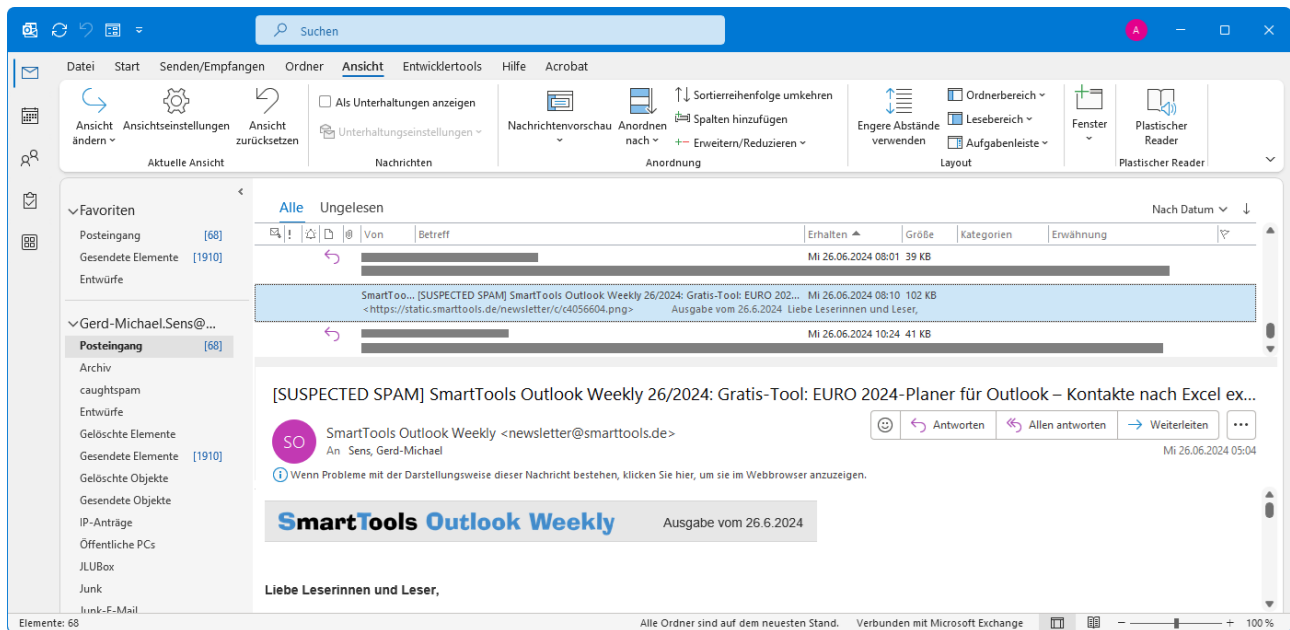 Suchen
A
Datei Start Senden/Empfangen Ordner Ansicht Entwicklertools Hilfe Acrobat
Ansicht ändern
Ansichtseinstellungen
Ansicht zurücksetzen
Aktuelle Ansicht
Als Unterhaltungen anzeigen
Unterhaltungseinstellungen
Nachrichten
Nachrichtenvorschau
Anordnen nach
Sortierreihenfolge umkehren
Spalten hinzufügen
Erweitern/Reduzieren
Anordnung
Engere Abstände verwenden
Ordnerbereich
Lesebereich
Aufgabenleiste
Layout
Fenster
Plastischer Reader
Plastischer Reader
Favoriten
Posteingang [68]
Gesendete Elemente [1910]
Entwürfe
Gerd-Michael.Sens@...
Posteingang [68]
Archiv
caughtspam
Entwürfe
Gelöschte Elemente
Gesendete Elemente [1910]
Gelöschte Objekte
Gesendete Objekte
IP-Anträge
Öffentliche PCs
JLUBox
Junk
Junk-E-Mail
Alle Ungelesen
Nach Datum
Von Betreff Erhalten Größe Kategorien Erwähnung
Mi 26.06.2024 08:01 39 KB
SmartToo... [SUSPECTED SPAM] SmartTools Outlook Weekly 26/2024: Gratis-Tool: EURO 202... Mi 26.06.2024 08:10 102 KB
<https://static.smarttools.de/newsletter/c/c4056604.png> Ausgabe vom 26.6.2024 Liebe Leserinnen und Leser,
Mi 26.06.2024 10:24 41 KB
[SUSPECTED SPAM] SmartTools Outlook Weekly 26/2024: Gratis-Tool: EURO 2024-Planer für Outlook – Kontakte nach Excel ex...
SO
SmartTools Outlook Weekly <newsletter@smarttools.de>
An Sens, Gerd-Michael
Antworten Allen antworten Weiterleiten ...
Mi 26.06.2024 05:04
Wenn Probleme mit der Darstellungsweise dieser Nachricht bestehen, klicken Sie hier, um sie im Webbrowser anzuzeigen.
SmartTools Outlook Weekly Ausgabe vom 26.6.2024
Liebe Leserinnen und Leser,
Elemente: 68 Alle Ordner sind auf dem neuesten Stand. Verbunden mit Microsoft Exchange 100 %